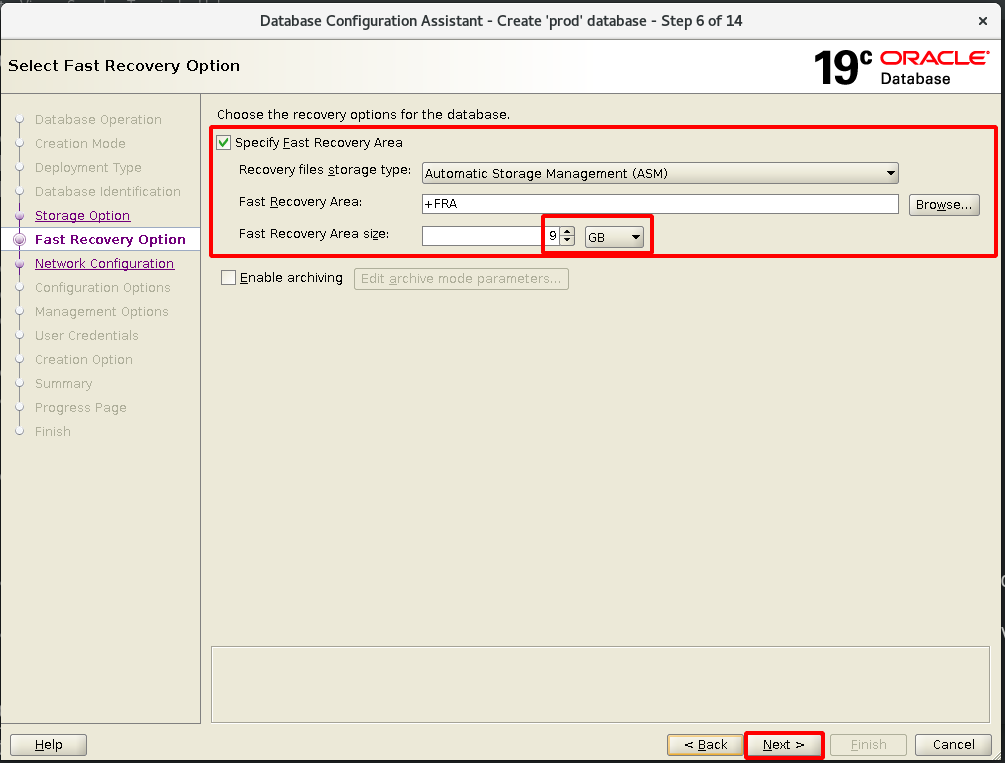 Database Configuration Assistant - Create 'prod' database - Step 6 of 14
×
Select Fast Recovery Option
19c ORACLE
Database
Database Operation
Creation Mode
Deployment Type
Database Identification
Storage Option
Fast Recovery Option
Network Configuration
Configuration Options
Management Options
User Credentials
Creation Option
Summary
Progress Page
Finish
Choose the recovery options for the database.
Specify Fast Recovery Area
Recovery files storage type: Automatic Storage Management (ASM)
Fast Recovery Area: +FRA Browse...
Fast Recovery Area size: 9 GB
Enable archiving Edit archive mode parameters...
Help < Back Next > Finish Cancel